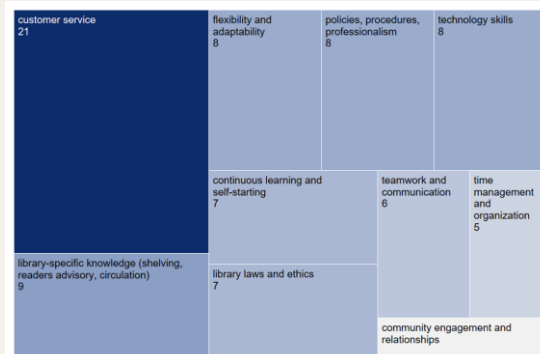 customer service
21
flexibility and
adaptability
8
policies, procedures,
professionalism
8
technology skills
8
continuous learning and
self-starting
7
teamwork and
communication
6
time
management
and
organization
5
library-specific knowledge (shelving,
readers advisory, circulation)
9
library laws and ethics
7
community engagement and
relationships